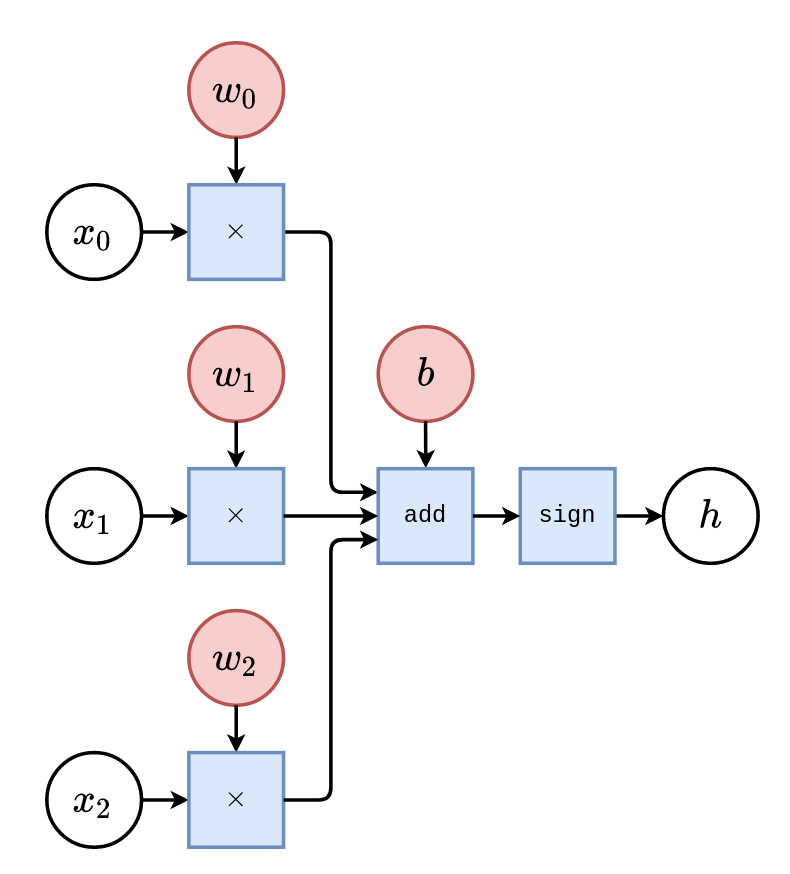 w₀
x₀
×
w₁
b
x₁
×
add
sign
h
w₂
x₂
×